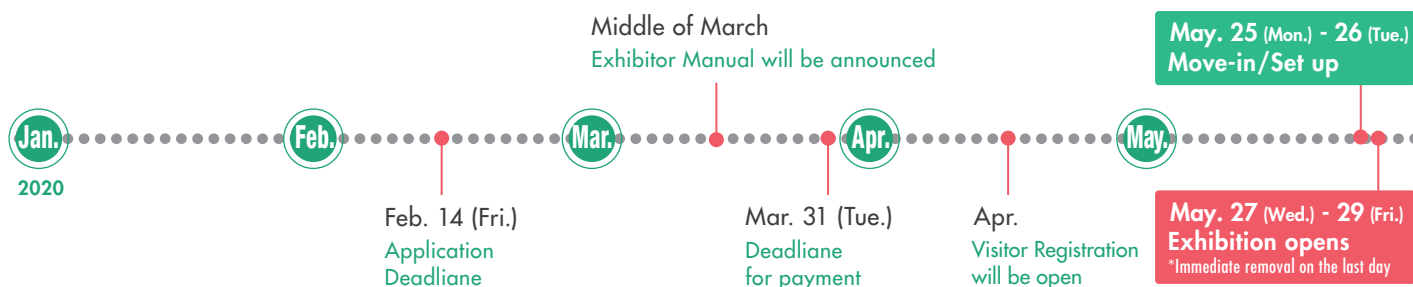 Middle of March
Exhibitor Manual will be announced
May. 25 (Mon.) - 26 (Tue.)
Move-in/Set up
Jan.
Feb.
Mar.
Apr.
May.
2020
Feb. 14 (Fri.)
Application
Deadliane
Mar. 31 (Tue.)
Deadliane
for payment
Apr.
Visitor Registration
will be open
May. 27 (Wed.) - 29 (Fri.)
Exhibition opens
*Immediate removal on the last day